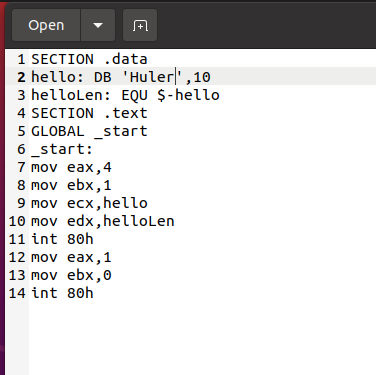 Open
1 SECTION .data
2 hello: DB 'Huler',10
3 helloLen: EQU $-hello
4 SECTION .text
5 GLOBAL _start
6 _start:
7 mov eax,4
8 mov ebx,1
9 mov ecx,hello
10 mov edx,helloLen
11 int 80h
12 mov eax,1
13 mov ebx,0
14 int 80h